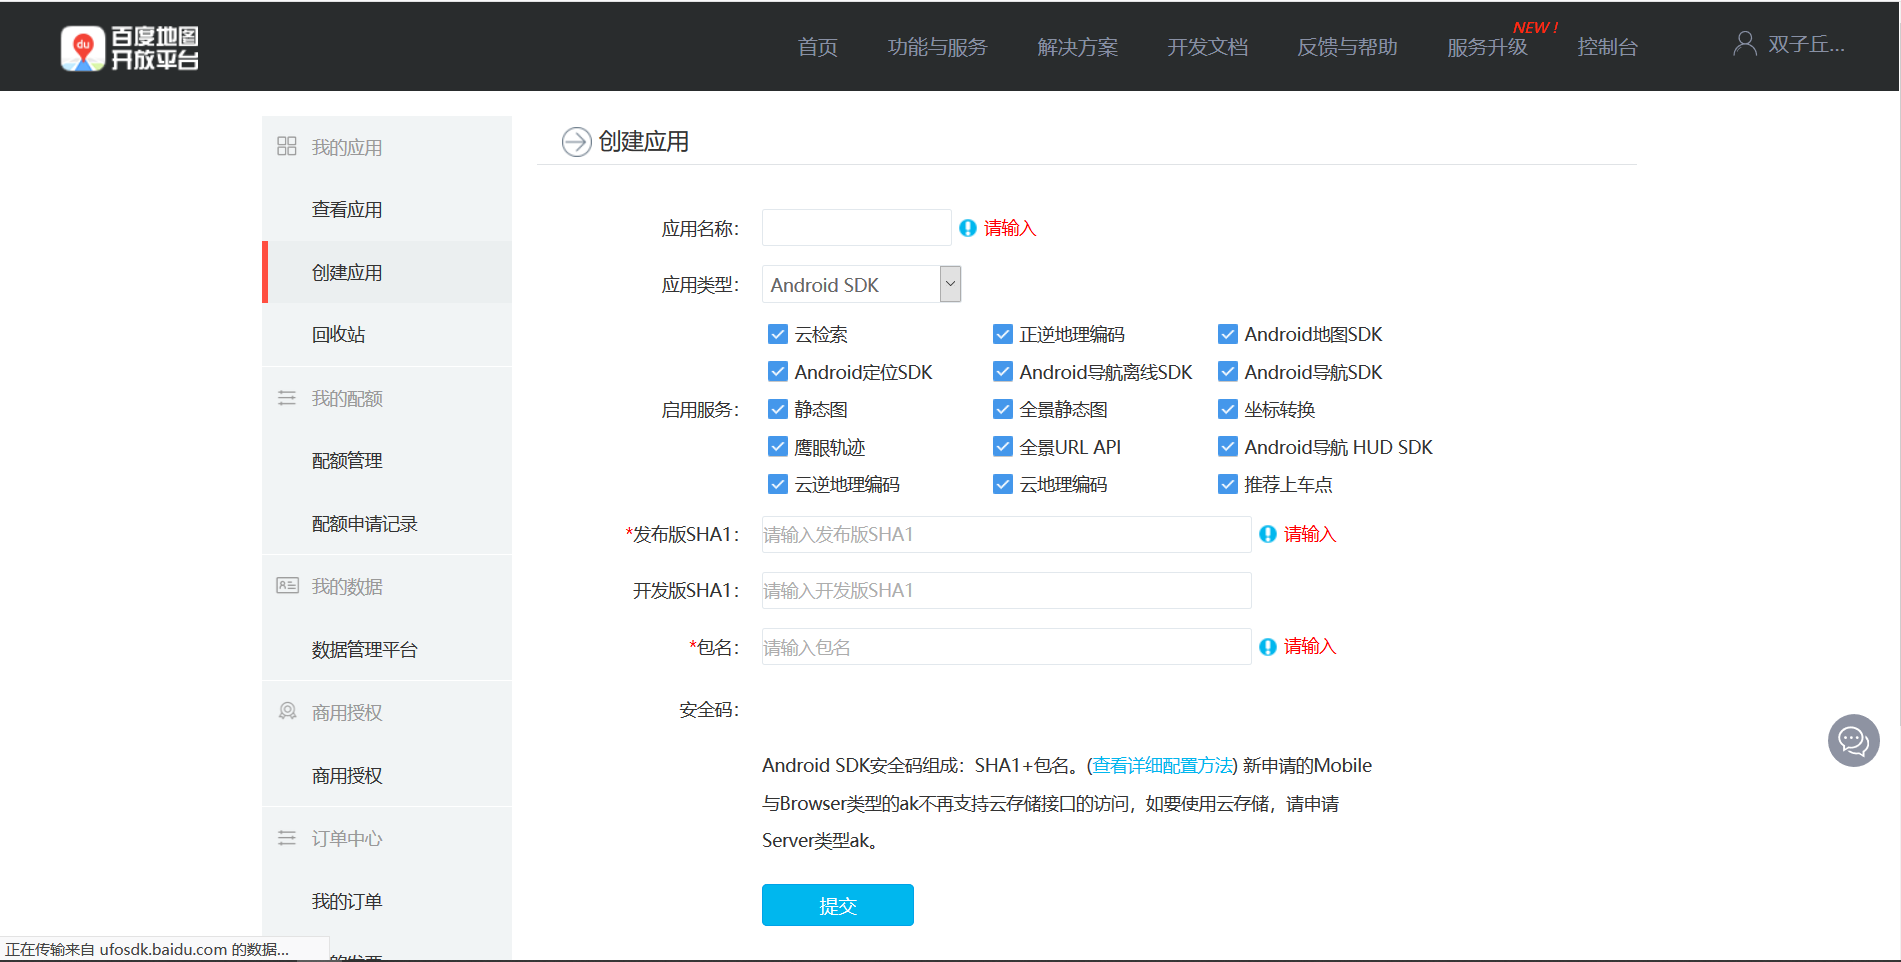 du 百度地图
开放平台
首页 功能与服务 解决方案 开发文档 反馈与帮助 服务升级 NEW ! 控制台 双子丘...
我的应用
查看应用
创建应用
回收站
我的配额
配额管理
配额申请记录
我的数据
数据管理平台
商用授权
商用授权
订单中心
我的订单
创建应用
应用名称： 请输入
应用类型： Android SDK
启用服务：
云检索 正逆地理编码 Android地图SDK
Android定位SDK Android导航离线SDK Android导航SDK
静态图 全景静态图 坐标转换
鹰眼轨迹 全景URL API Android导航 HUD SDK
云逆地理编码 云地理编码 推荐上车点
*发布版SHA1： 请输入发布版SHA1 请输入
开发版SHA1： 请输入开发版SHA1
*包名： 请输入包名 请输入
安全码：
Android SDK安全码组成：SHA1+包名。(查看详细配置方法) 新申请的Mobile
与Browser类型的ak不再支持云存储接口的访问，如要使用云存储，请申请
Server类型ak。
提交
正在传输来自 ufosdk.baidu.com 的数据...